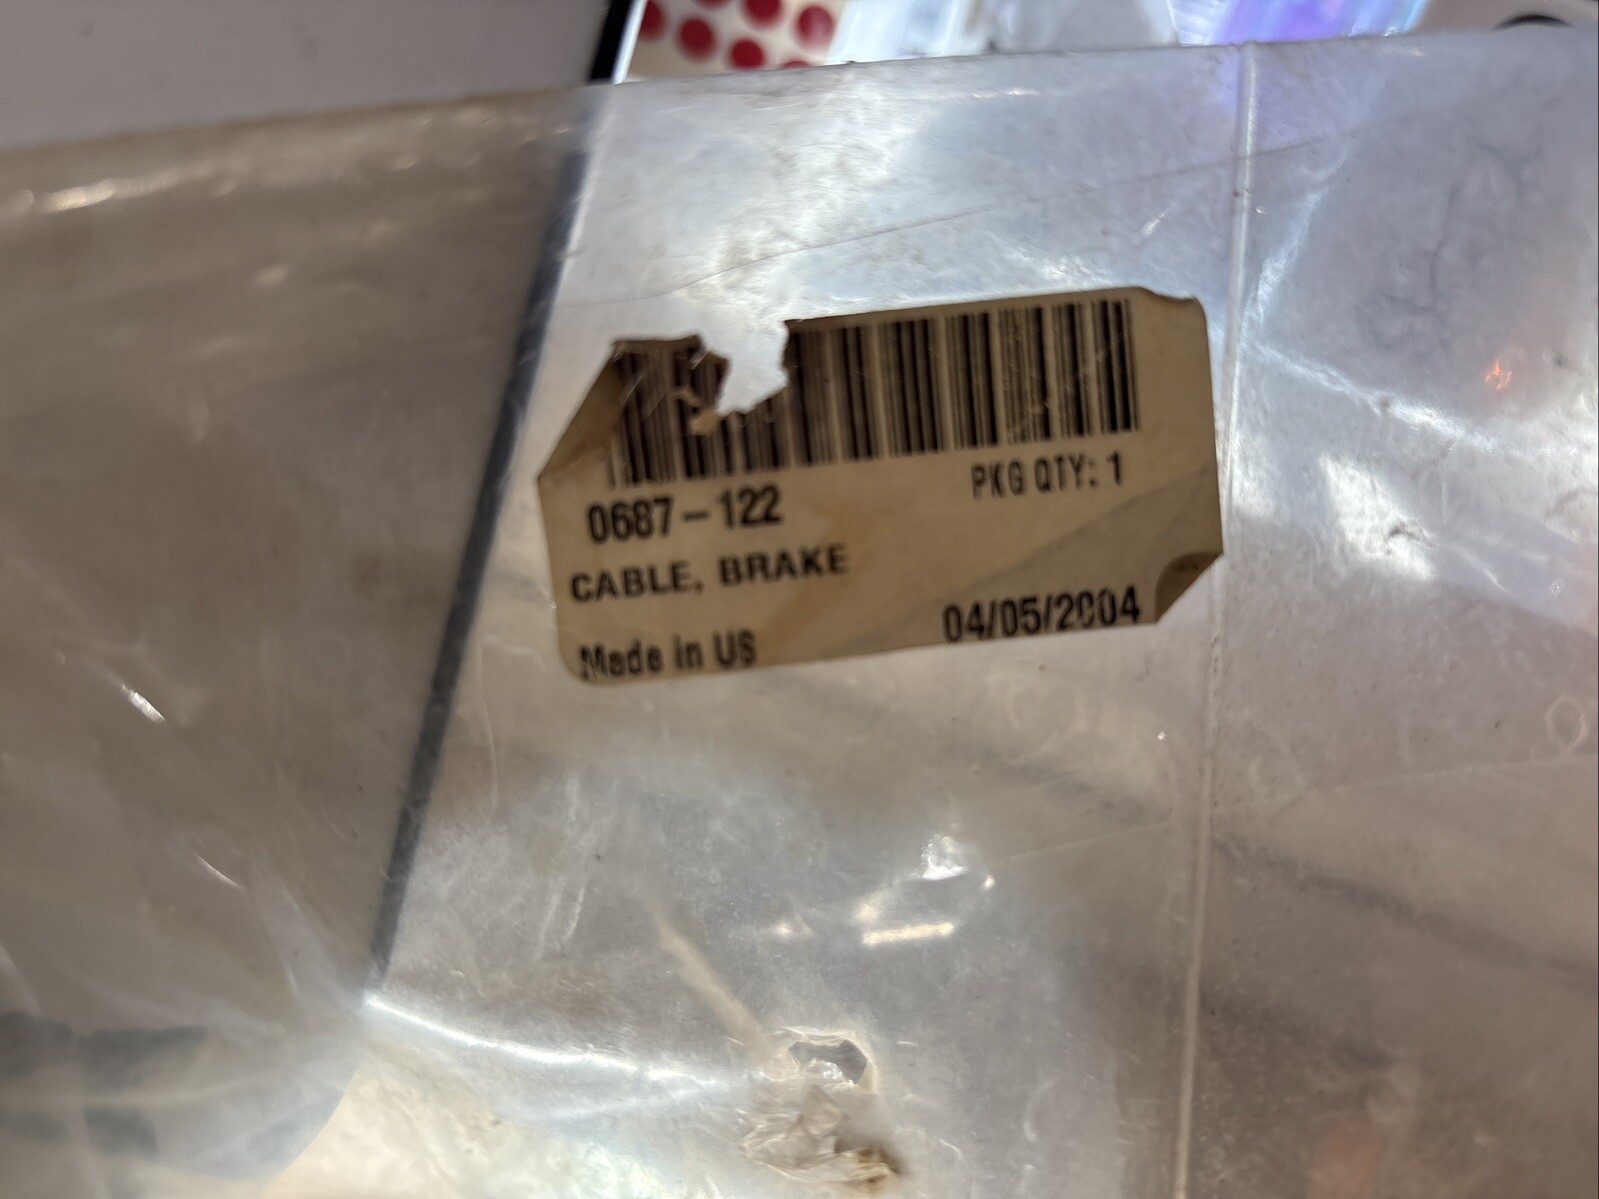 0687-122
PKG QTY: 1
CABLE, BRAKE
Made in US
04/05/2004